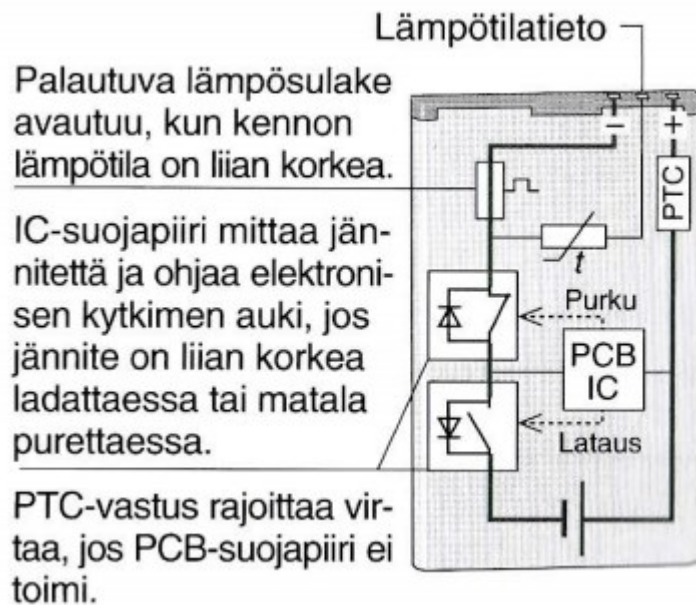 Lämpötilatieto
Palautuva lämpösulake
avautuu, kun kennon
lämpötila on liian korkea.
IC-suojapiiri mittaa jän-
nitettä ja ohjaa elektroni-
sen kytkimen auki, jos
jännite on liian korkea
ladattaessa tai matala
purettaessa.
PTC-vastus rajoittaa vir-
taa, jos PCB-suojapiiri ei
toimi.
− +
PTC
t
Purku
PCB
IC
Lataus